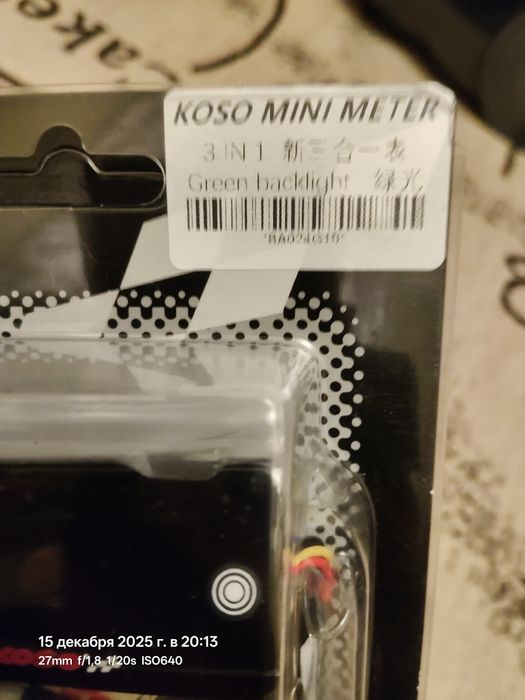 KOSO MINI METER
3 IN 1 新三合一表
Green backlight 绿光
15 декабря 2025 г. в 20:13
27mm f/1,8 1/20s ISO640